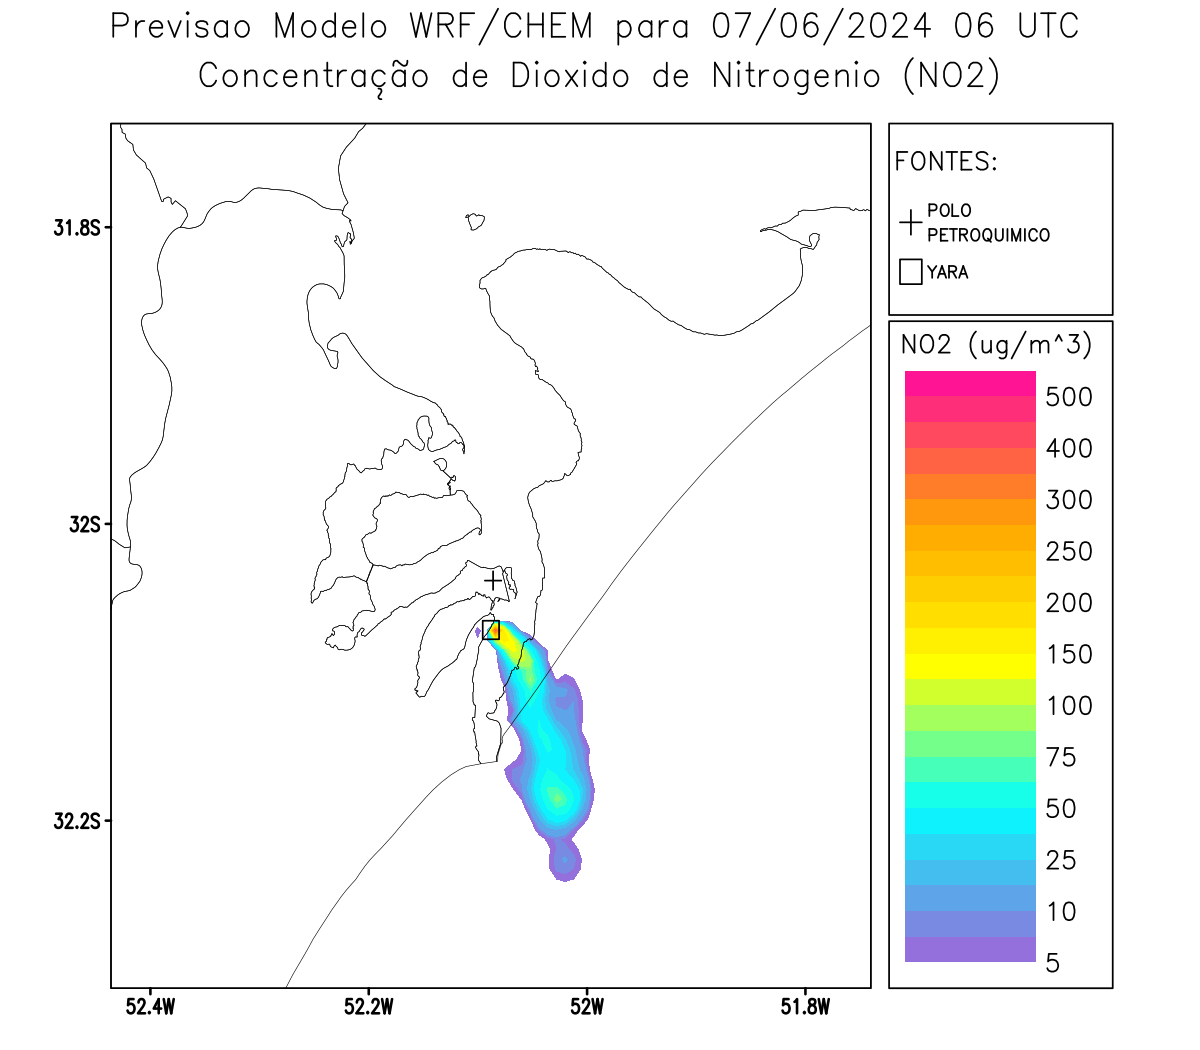 Previsao Modelo WRF/CHEM para 07/06/2024 06 UTC
Concentração de Dioxido de Nitrogenio (NO2)
FONTES:
POLO
PETROQUIMICO
YARA
NO2 (ug/m^3)
500
400
300
250
200
150
100
75
50
25
10
5
31.8S
32S
32.2S
52.4W
52.2W
52W
51.8W